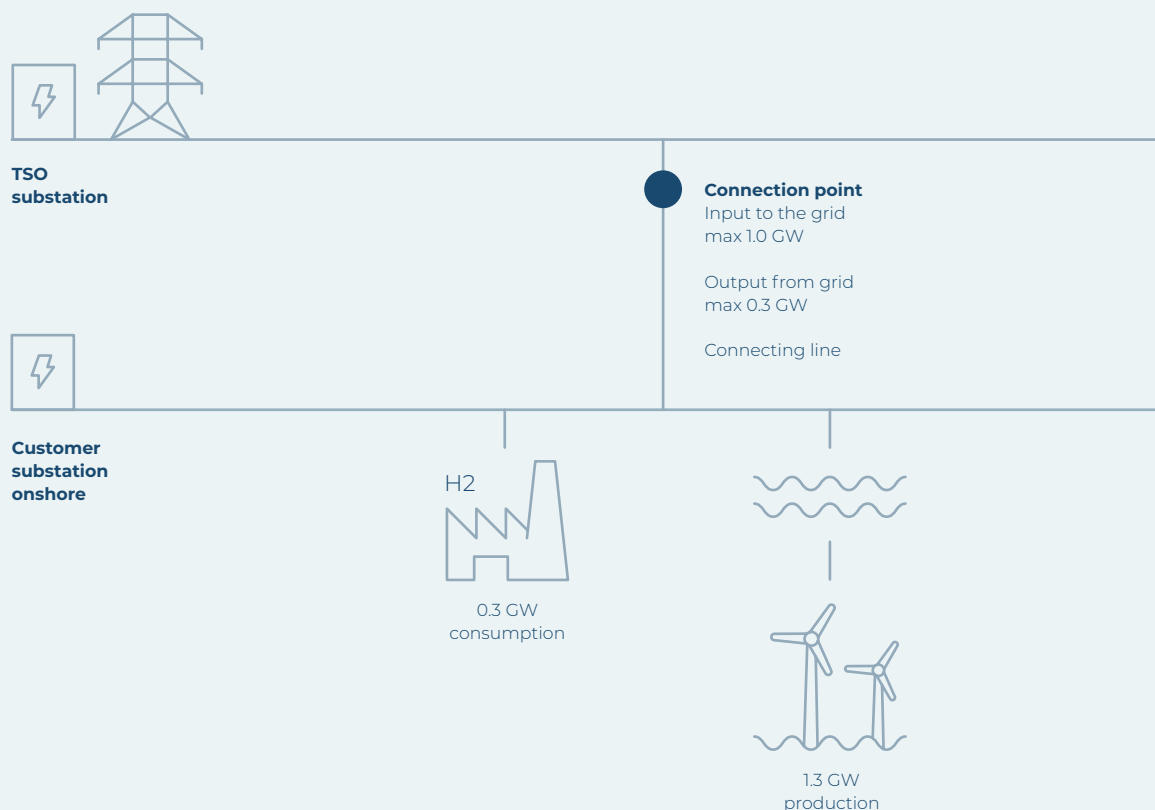 TSO
substation
Connection point
Input to the grid
max 1.0 GW
Output from grid
max 0.3 GW
Connecting line
Customer
substation
onshore
H2
0.3 GW
consumption
1.3 GW
production